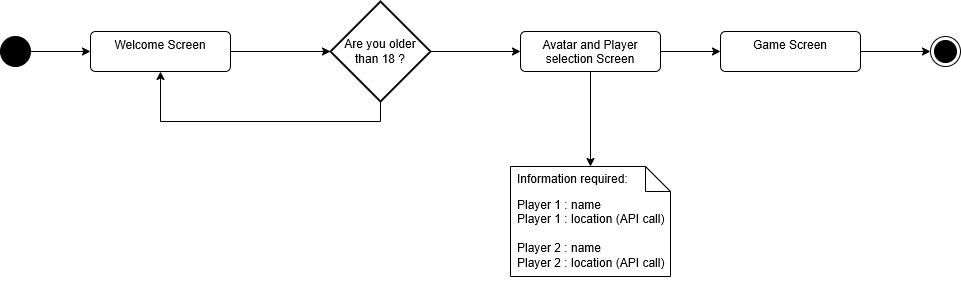 Welcome Screen
Are you older
than 18 ?
Avatar and Player
selection Screen
Game Screen
Information required:
Player 1 : name
Player 1 : location (API call)
Player 2 : name
Player 2 : location (API call)